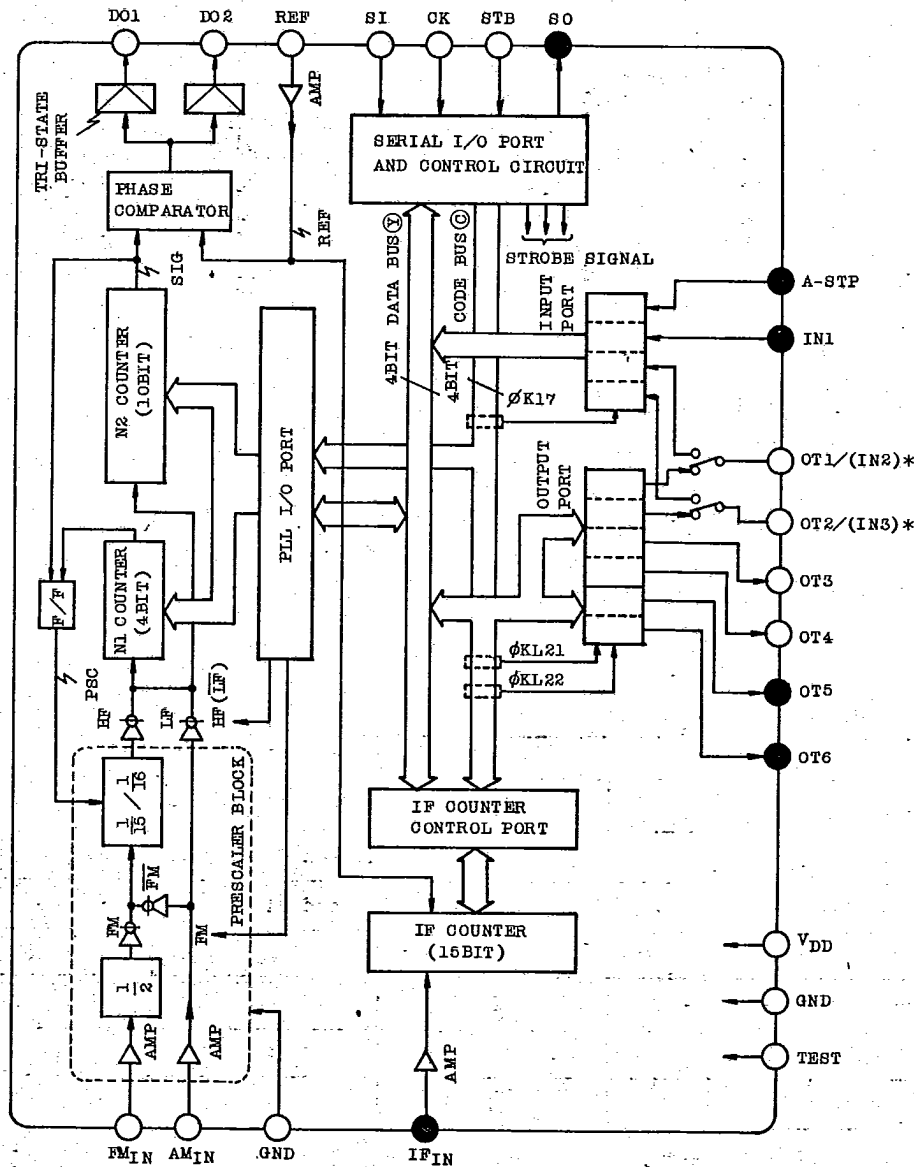 DO1 DO2 REF SI CK STB SO
TRI-STATE
BUFFER
AMP
SERIAL I/O PORT
AND CONTROL CIRCUIT
PHASE
COMPARATOR
REF
SIG
STROBE SIGNAL
4BIT DATA BUS Ⓨ
4BIT CODE BUS Ⓒ
INPUT
PORT
A-STP
IN1
N2 COUNTER
(10BIT)
PLL I/O PORT
øK17
OT1/(IN2)*
OUTPUT
PORT
OT2/(IN3)*
F/F
N1 COUNTER
(4BIT)
OT3
OT4
PSC
øKL21
øKL22
HF
LF
HF(L̅F̅)
OT5
OT6
1/15 / 1/16
PRESCALER BLOCK
IF COUNTER
CONTROL PORT
F̅M̅
FM
FM
IF COUNTER
(15BIT)
1/2
VDD
GND
TEST
AMP
AMP
AMP
FMIN AMIN GND IFIN